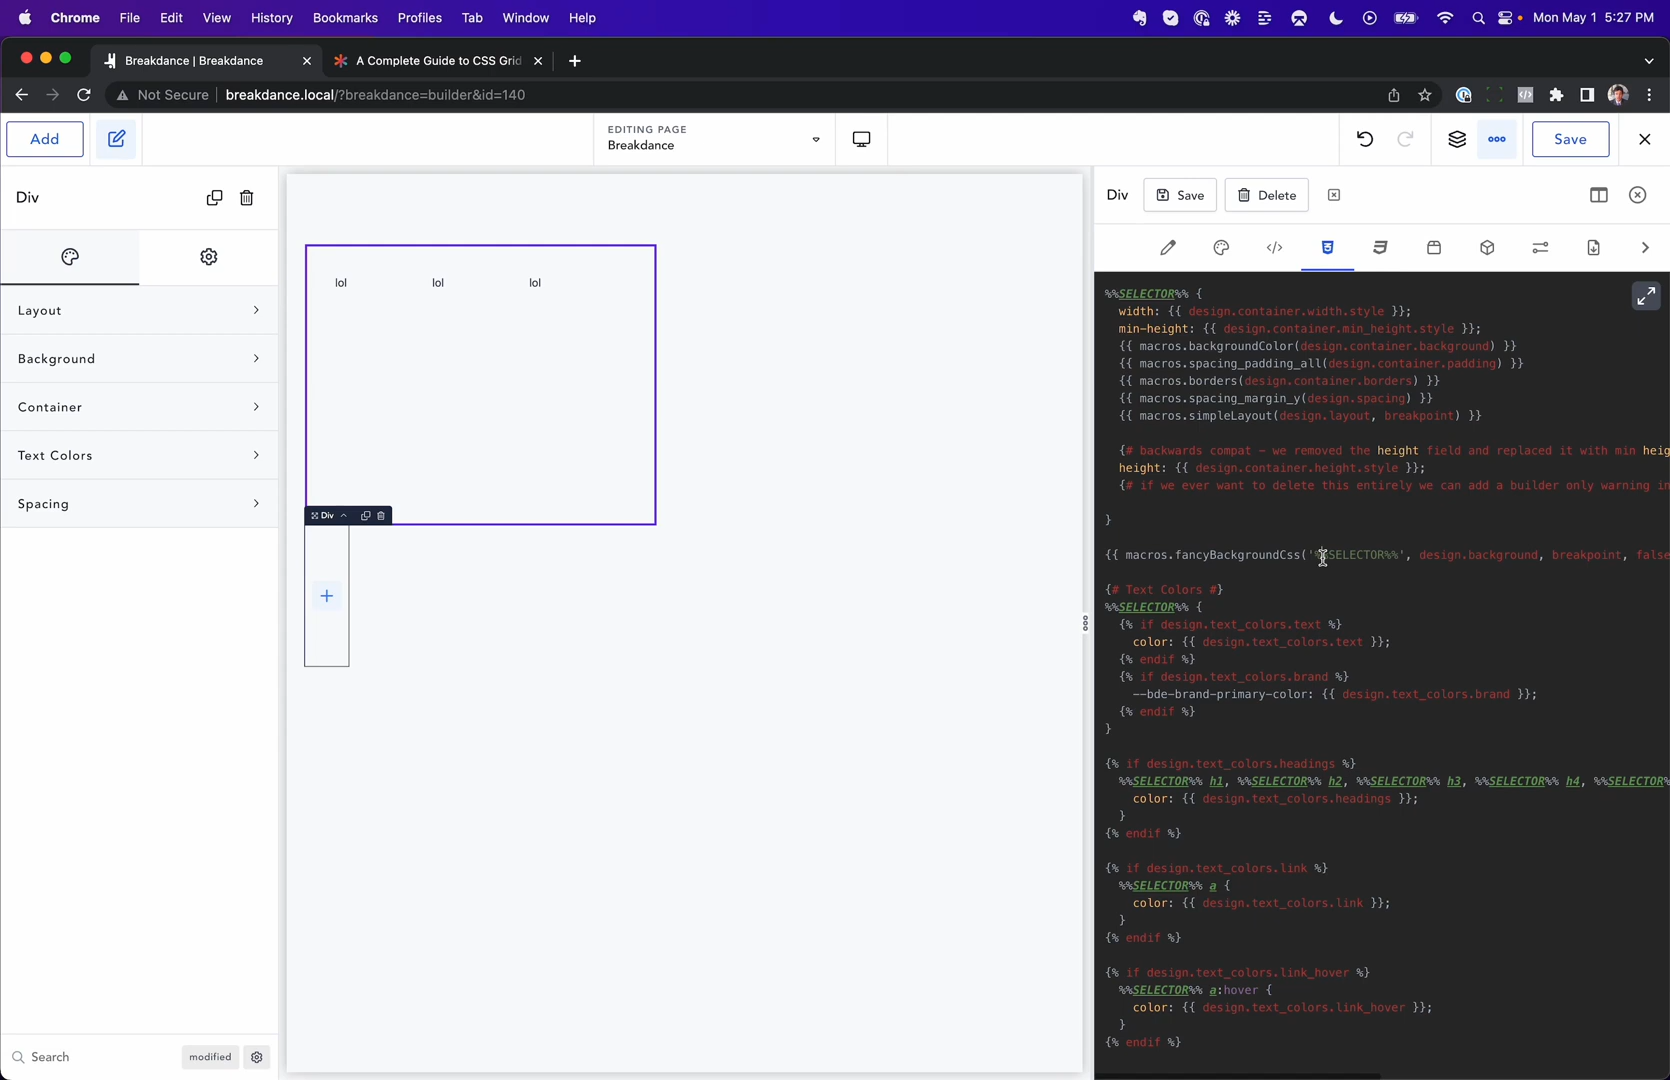 Chrome File Edit View History Bookmarks Profiles Tab Window Help Mon May 1 5:27 PM
Breakdance | Breakdance A Complete Guide to CSS Grid
Not Secure breakdance.local/?breakdance=builder&id=140
Add EDITING PAGE Save
Breakdance
Div Div Save Delete
Layout
Background
Container
Text Colors
Spacing
Search modified
lol lol lol
Div
%%SELECTOR%% {
width: {{ design.container.width.style }};
min-height: {{ design.container.min_height.style }};
{{ macros.backgroundColor(design.container.background) }}
{{ macros.spacing_padding_all(design.container.padding) }}
{{ macros.borders(design.container.borders) }}
{{ macros.spacing_margin_y(design.spacing) }}
{{ macros.simpleLayout(design.layout, breakpoint) }}
{# backwards compat - we removed the height field and replaced it with min heig
height: {{ design.container.height.style }};
{# if we ever want to delete this entirely we can add a builder only warning in
}
{{ macros.fancyBackgroundCss('%%SELECTOR%%', design.background, breakpoint, false
{# Text Colors #}
%%SELECTOR%% {
{% if design.text_colors.text %}
color: {{ design.text_colors.text }};
{% endif %}
{% if design.text_colors.brand %}
--bde-brand-primary-color: {{ design.text_colors.brand }};
{% endif %}
}
{% if design.text_colors.headings %}
%%SELECTOR%% h1, %%SELECTOR%% h2, %%SELECTOR%% h3, %%SELECTOR%% h4, %%SELECTOR%
color: {{ design.text_colors.headings }};
}
{% endif %}
{% if design.text_colors.link %}
%%SELECTOR%% a {
color: {{ design.text_colors.link }};
}
{% endif %}
{% if design.text_colors.link_hover %}
%%SELECTOR%% a:hover {
color: {{ design.text_colors.link_hover }};
}
{% endif %}